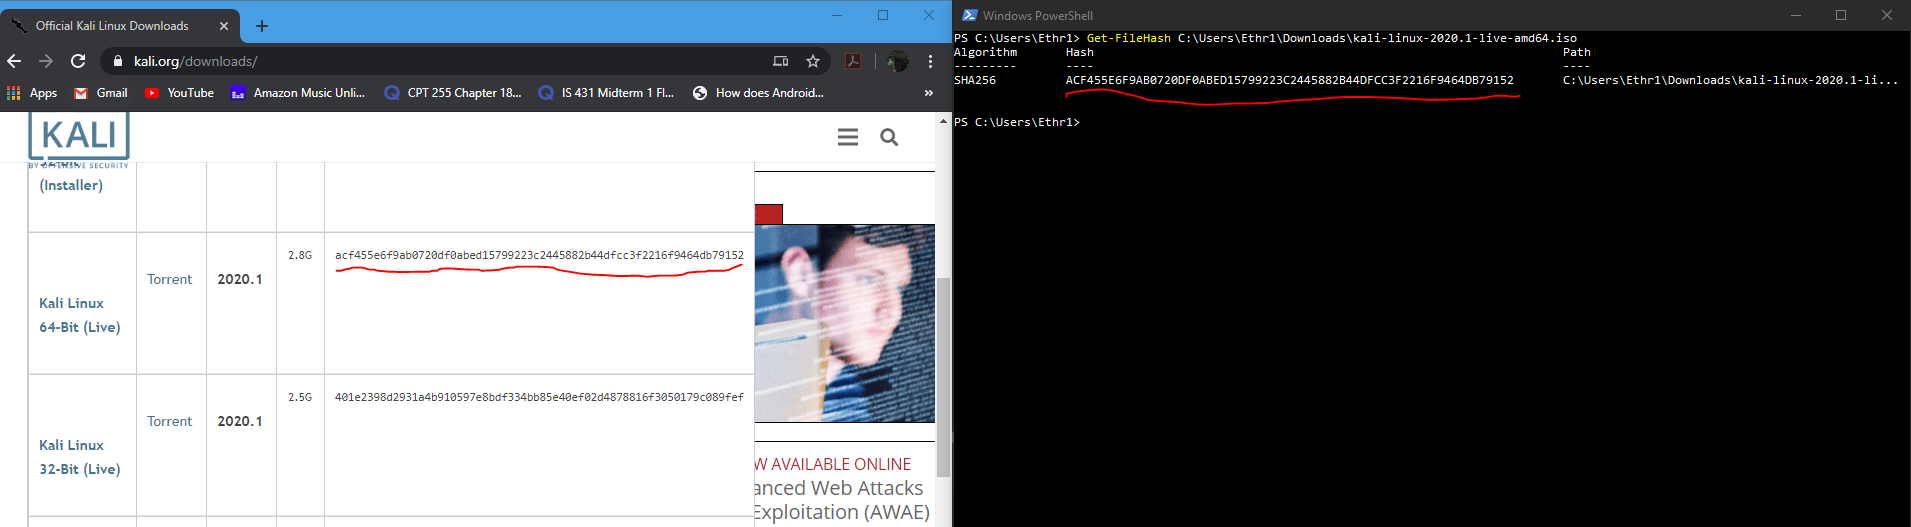 Official Kali Linux Downloads
kali.org/downloads/
Apps
Gmail
YouTube
Amazon Music Unli...
CPT 255 Chapter 18...
IS 431 Midterm 1 Fl...
How does Android...
»
KALI
BY OFFENSIVE SECURITY
(Installer)
2.8G
acf455e6f9ab0720df0abed15799223c2445882b44dfcc3f2216f9464db79152
Torrent
2020.1
Kali Linux
64-Bit (Live)
2.5G
401e2398d2931a4b910597e8bdf334bb85e40ef02d4878816f3050179c089fef
Torrent
2020.1
Kali Linux
32-Bit (Live)
W AVAILABLE ONLINE
anced Web Attacks
Exploitation (AWAE)
Windows PowerShell
PS C:\Users\Ethr1> Get-FileHash C:\Users\Ethr1\Downloads\kali-linux-2020.1-live-amd64.iso
Algorithm Hash Path
--------- ---- ----
SHA256 ACF455E6F9AB0720DF0ABED15799223C2445882B44DFCC3F2216F9464DB79152 C:\Users\Ethr1\Downloads\kali-linux-2020.1-li...
PS C:\Users\Ethr1>